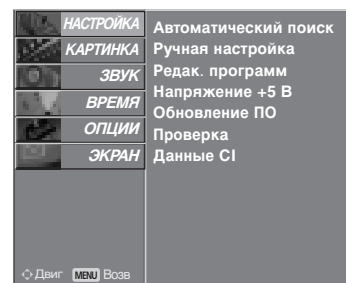 НАСТРОЙКА
КАРТИНКА
ЗВУК
ВРЕМЯ
ОПЦИИ
ЭКРАН
Автоматический поиск
Ручная настройка
Редак. программ
Напряжение +5 В
Обновление ПО
Проверка
Данные CI
Двиг MENU Возв